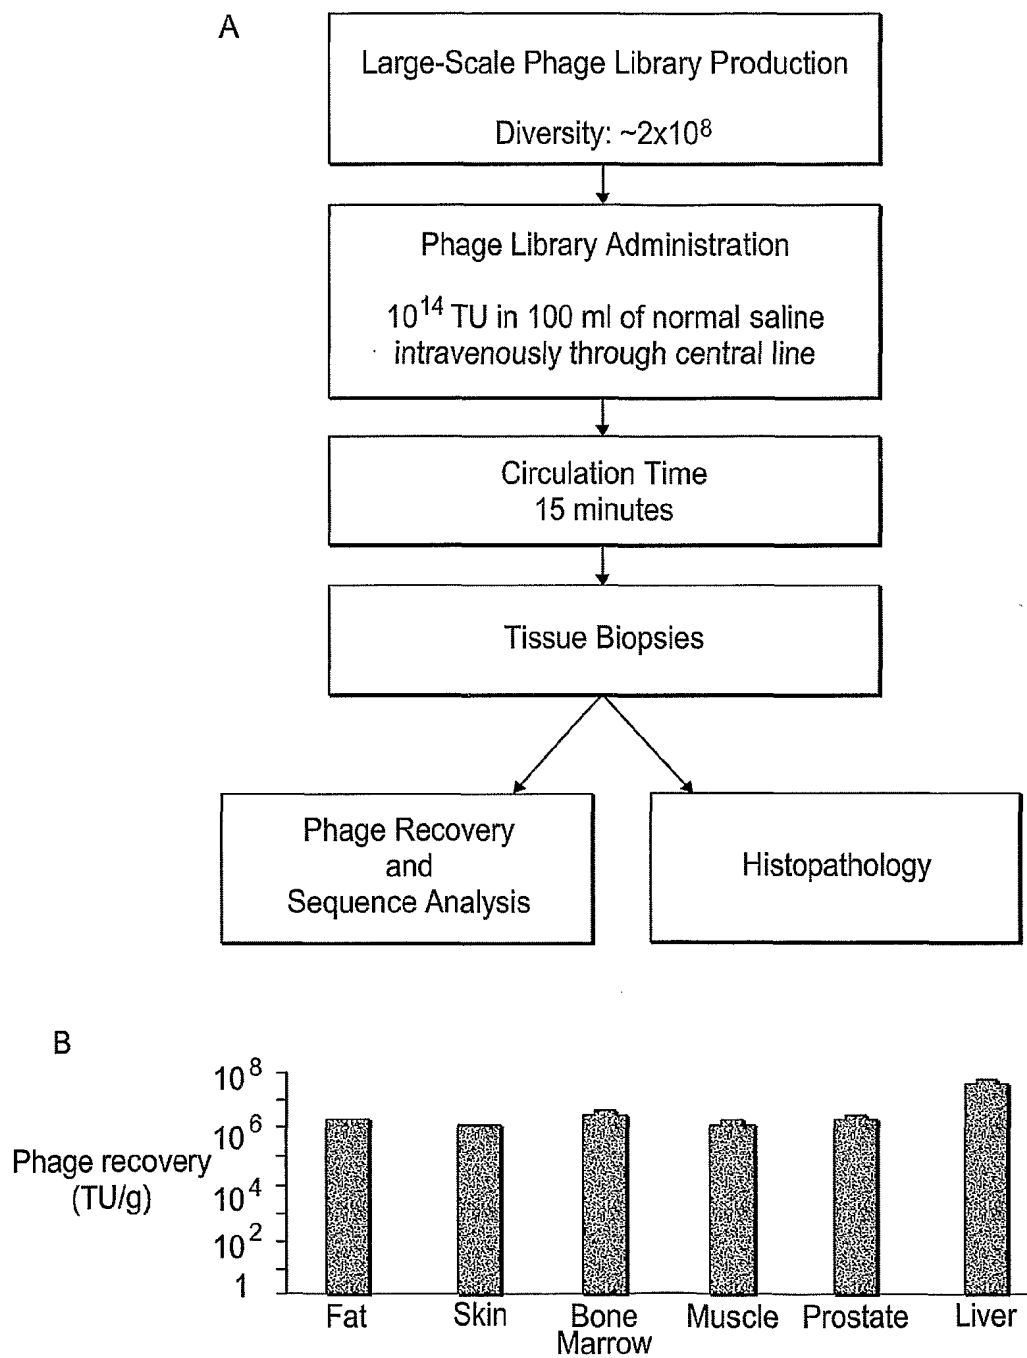 A
Large-Scale Phage Library Production
Diversity: ~2x10⁸
Phage Library Administration
10¹⁴ TU in 100 ml of normal saline
intravenously through central line
Circulation Time
15 minutes
Tissue Biopsies
Phage Recovery
and
Sequence Analysis
Histopathology
B
Phage recovery
(TU/g)
10⁸
10⁶
10⁴
10²
1
Fat
Skin
Bone
Marrow
Muscle
Prostate
Liver